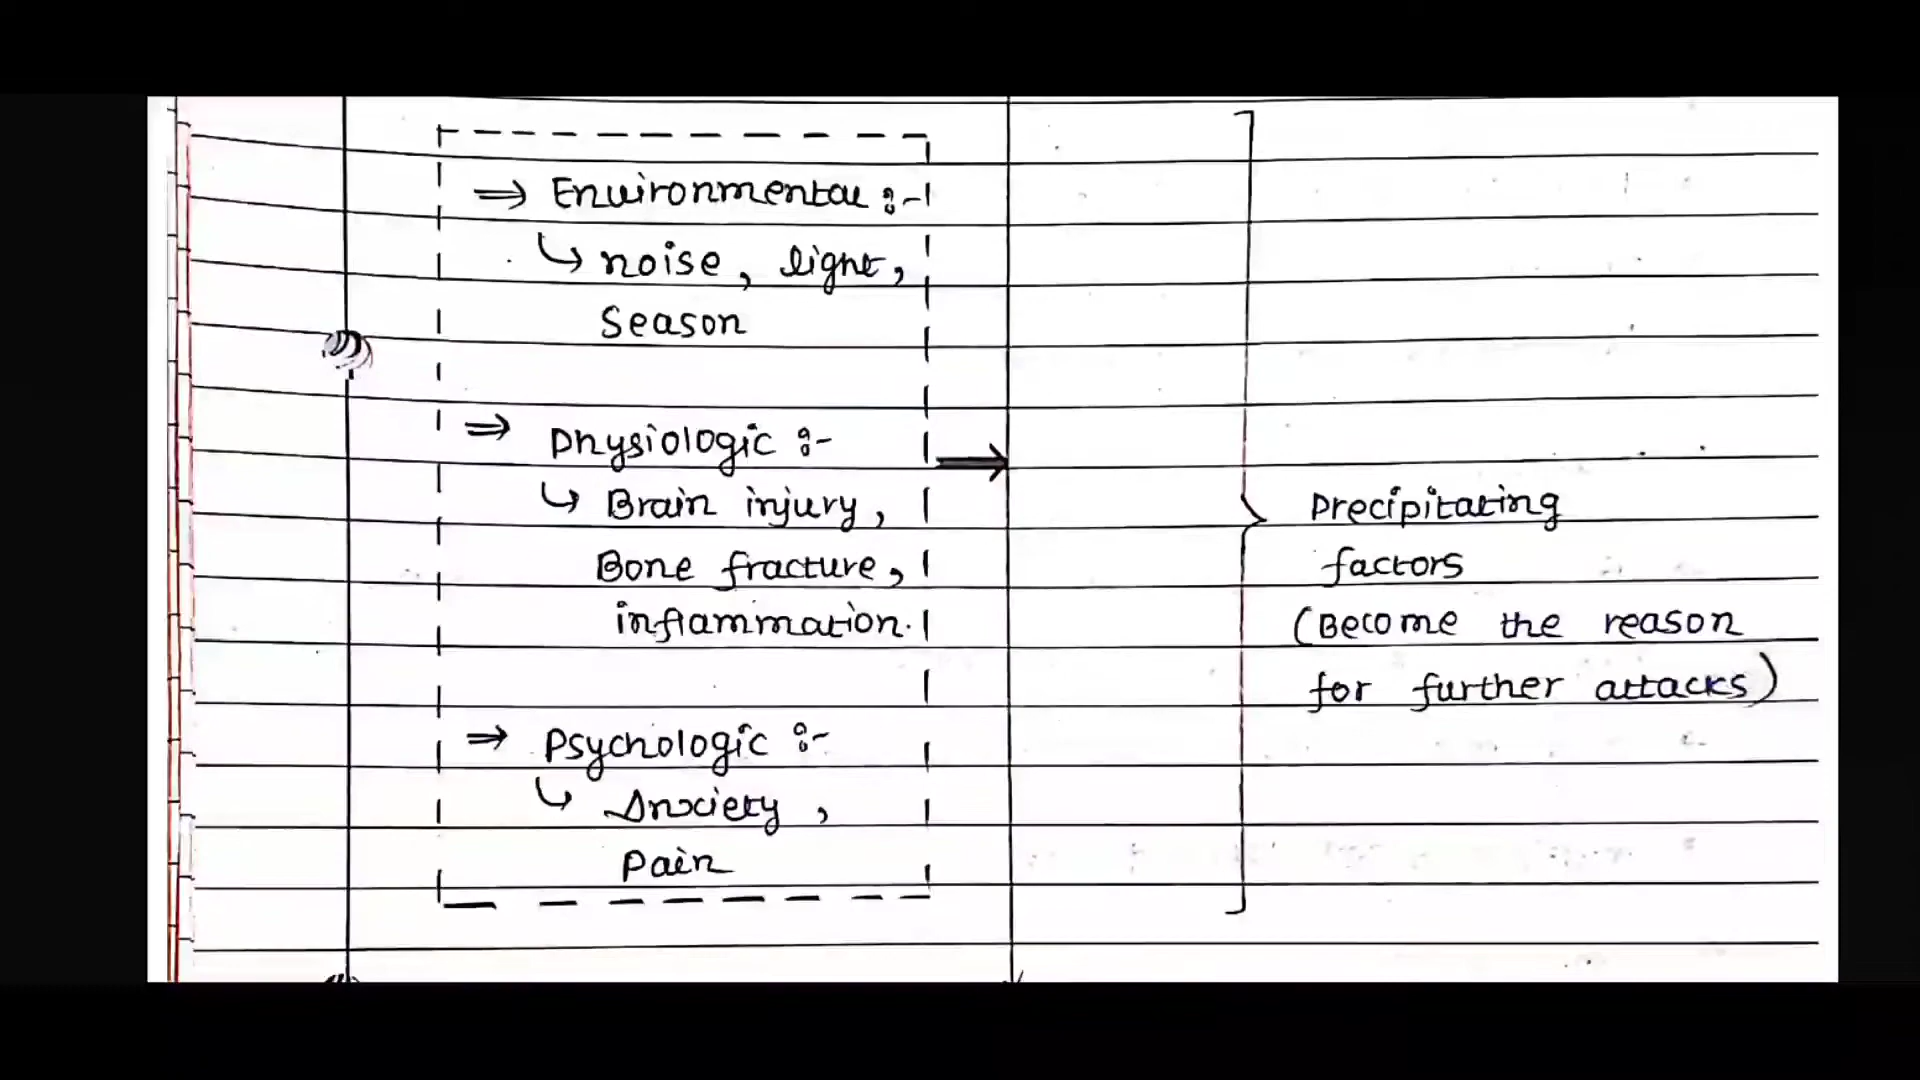 ⇒ Environmental :-
↳ noise, light,
Season
⇒ Physiologic :-
↳ Brain injury,
Bone fracture,
inflammation.
⇒ Psychologic :-
↳ Anxiety,
Pain
Precipitating
factors
(Become the reason
for further attacks)